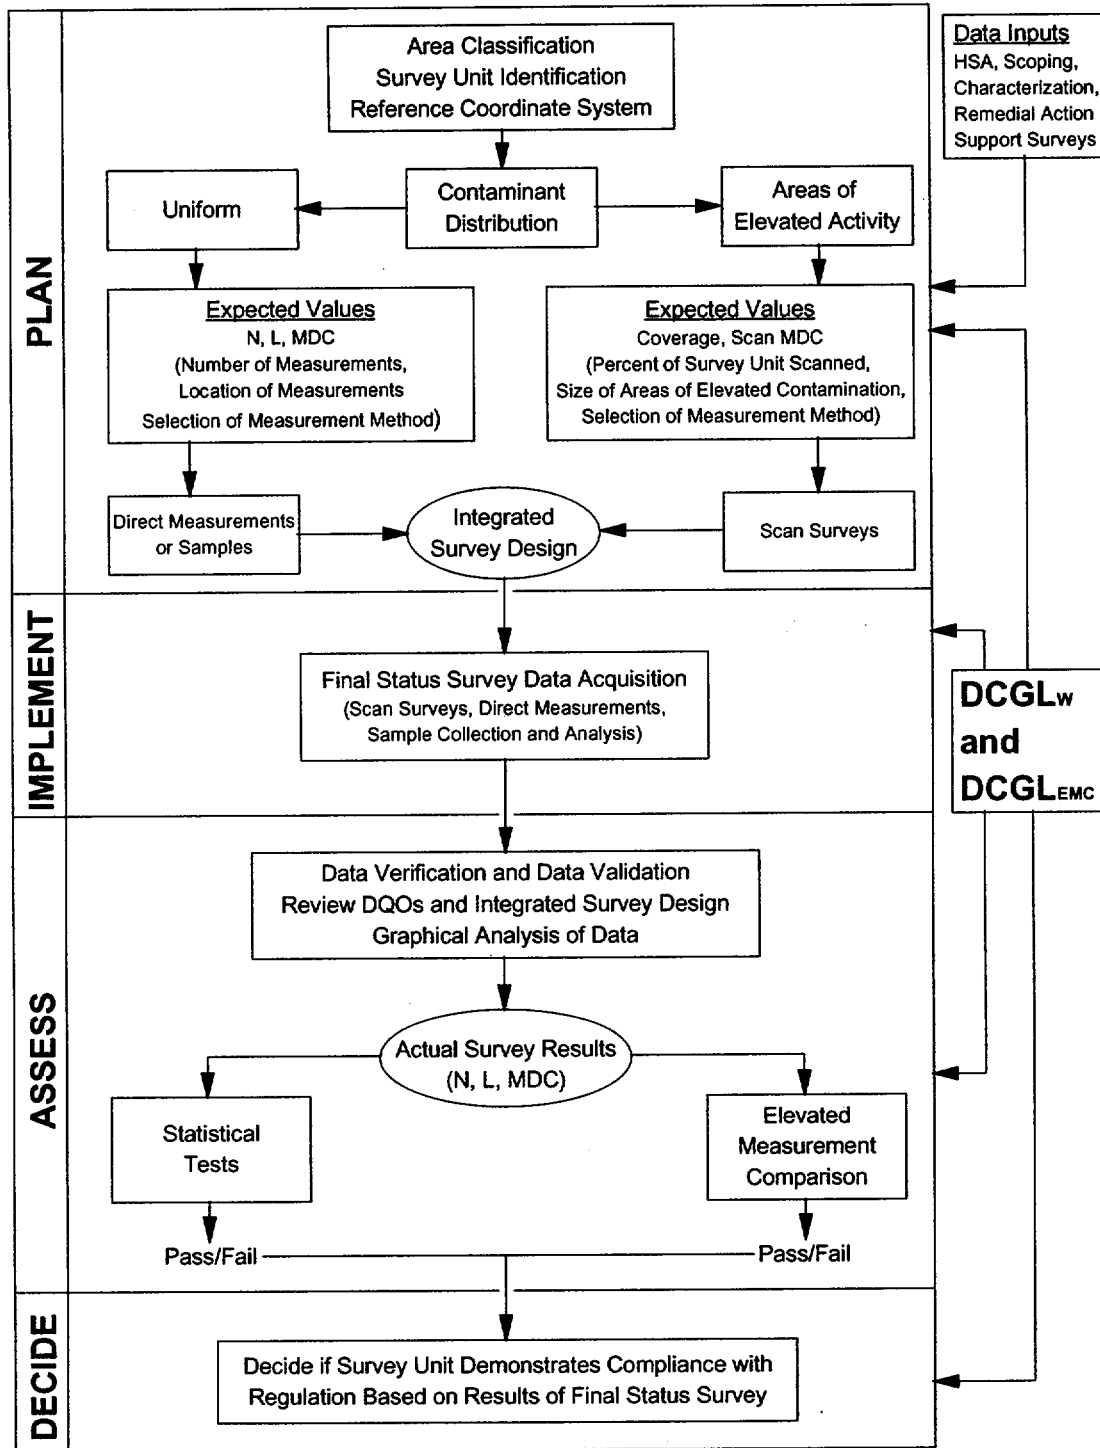 PLAN
Area Classification
Survey Unit Identification
Reference Coordinate System
Data Inputs
HSA, Scoping,
Characterization,
Remedial Action
Support Surveys
Uniform
Contaminant
Distribution
Areas of
Elevated Activity
Expected Values
N, L, MDC
(Number of Measurements,
Location of Measurements
Selection of Measurement Method)
Expected Values
Coverage, Scan MDC
(Percent of Survey Unit Scanned,
Size of Areas of Elevated Contamination,
Selection of Measurement Method)
Direct Measurements
or Samples
Integrated
Survey Design
Scan Surveys
IMPLEMENT
Final Status Survey Data Acquisition
(Scan Surveys, Direct Measurements,
Sample Collection and Analysis)
DCGLW
and
DCGLEMC
ASSESS
Data Verification and Data Validation
Review DQOs and Integrated Survey Design
Graphical Analysis of Data
Actual Survey Results
(N, L, MDC)
Statistical
Tests
Elevated
Measurement
Comparison
Pass/Fail
Pass/Fail
DECIDE
Decide if Survey Unit Demonstrates Compliance with
Regulation Based on Results of Final Status Survey